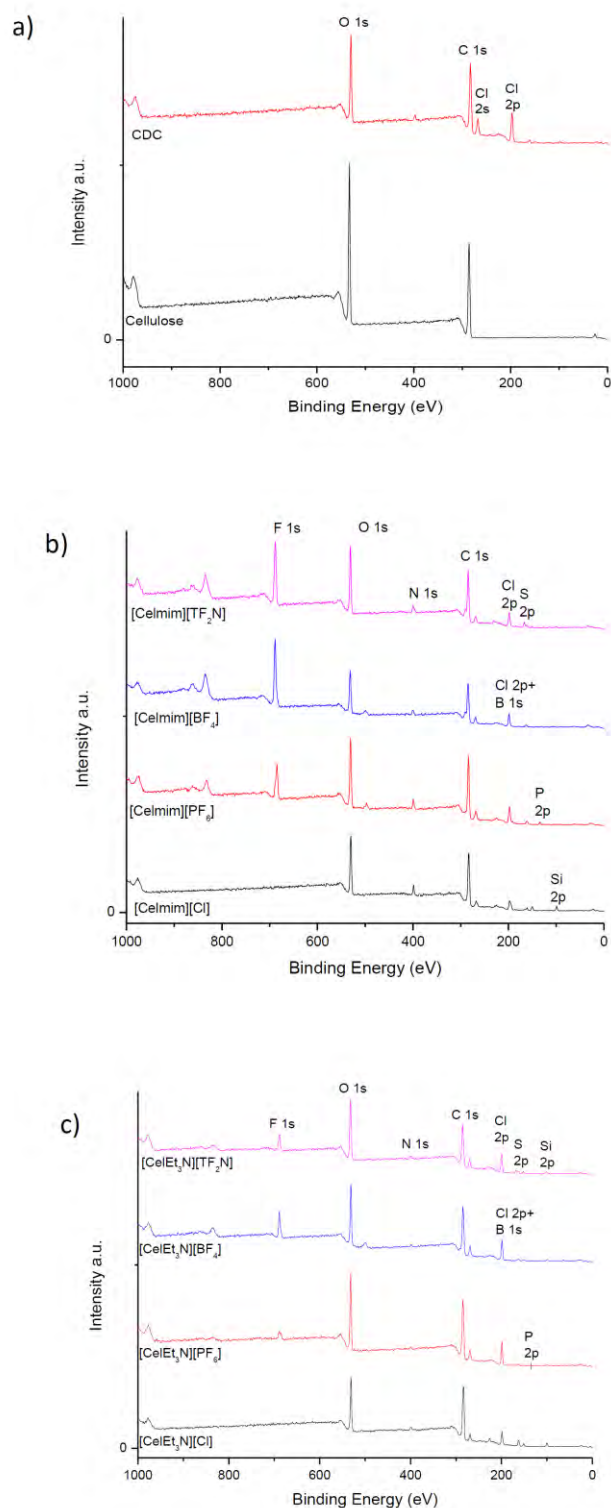 a)
O 1s
C 1s
Cl
2s
Cl
2p
CDC
Cellulose
Intensity a.u.
0
1000
800
600
400
200
0
Binding Energy (eV)
b)
F 1s
O 1s
N 1s
C 1s
Cl
2p
S
2p
[Celmim][TF₂N]
Cl 2p+
B 1s
[Celmim][BF₄]
P
2p
[Celmim][PF₆]
Si
2p
[Celmim][Cl]
Intensity a.u.
0
1000
800
600
400
200
0
Binding Energy (eV)
c)
O 1s
F 1s
N 1s
C 1s
Cl
2p
S
2p
Si
2p
[CelEt₃N][TF₂N]
Cl 2p+
B 1s
[CelEt₃N][BF₄]
P
2p
[CelEt₃N][PF₆]
[CelEt₃N][Cl]
Intensity a.u.
0
1000
800
600
400
200
0
Binding Energy (eV)